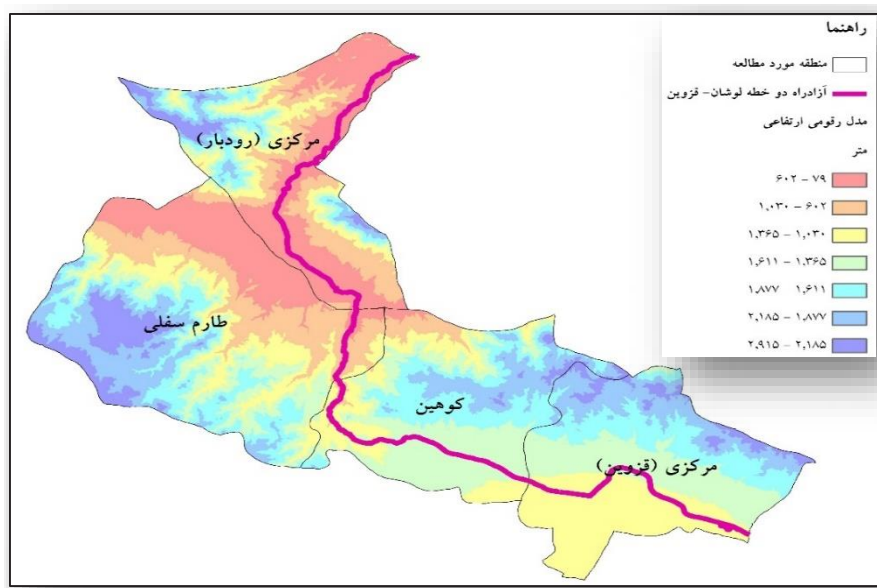 راهنما
منطقه مورد مطالعه
آزادراه دو خطه لوشان- قزوین
مدل رقومی ارتفاعی
متر
۶۰۲ - ۷۹
۱,۰۳۰ - ۶۰۲
۱,۳۶۵ - ۱,۰۳۰
۱,۶۱۱ - ۱,۳۶۵
۱,۸۷۷ ۱,۶۱۱
۲,۱۸۵ - ۱,۸۷۷
۲,۹۱۵ - ۲,۱۸۵
مرکزی (رودبار)
طارم سفلی
کوهین
مرکزی (قزوین)